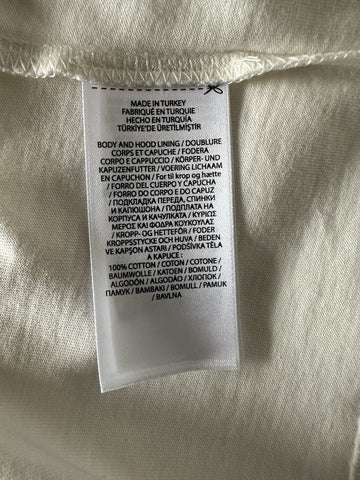 MADE IN TURKEY
FABRIQUÉ EN TURQUIE
HECHO EN TURQUÍA
TÜRKİYE'DE ÜRETİLMİŞTİR
BODY AND HOOD LINING / DOUBLURE
CORPS ET CAPUCHE / FODERA
CORPO E CAPPUCCIO / KÖRPER- UND
KAPUZENFUTTER / VOERING LICHAAM
EN CAPUCHON / For til krop og hætte
/ FORRO DEL CUERPO Y CAPUCHA
/ FORRO DO CORPO E DO CAPUZ
/ ПОДКЛАДКА ПЕРЕДА, СПИНКИ
И КАПЮШОНА / ПОДПЛАТА НА
КОРПУСА И КАЧУЛКАТА / ΚΥΡΙΩΣ
ΜΕΡΟΣ ΚΑΙ ΦΟΔΡΑ ΚΟΥΚΟΥΛΑΣ
/ KROPP- OG HETTEFÔR / FODER
KROPPSSTYCKE OCH HUVA / BEDEN
VE KAPŞON ASTARI / PODŠÍVKA TĚLA
A KAPUCE :
100% COTTON / COTON / COTONE /
BAUMWOLLE / KATOEN / BOMULD /
ALGODÓN / ALGODÃO / ХЛОПОК /
ПАМУК / ΒΑΜΒΑΚΙ / BOMULL / PAMUK
/ BAVLNA